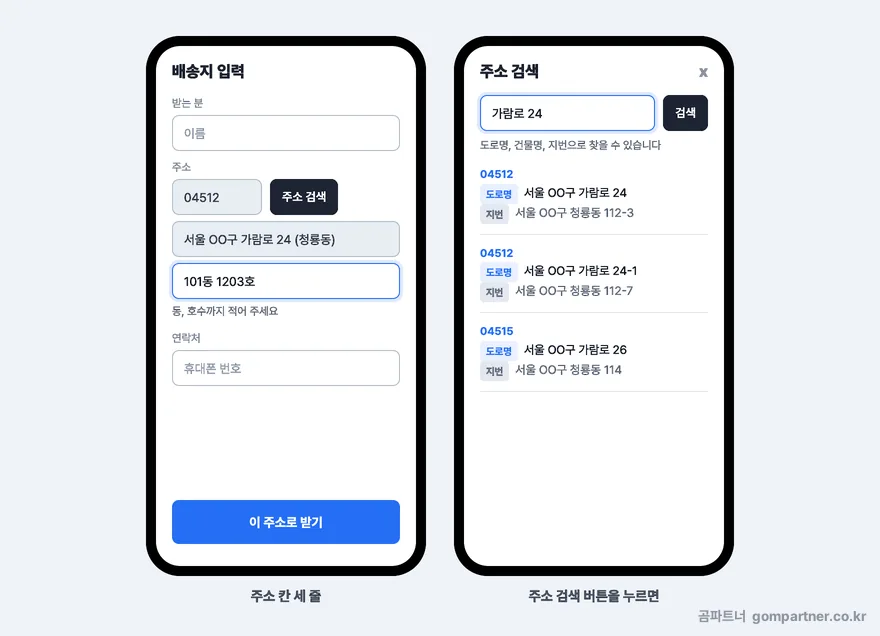 배송지 입력
받는 분
이름
주소
04512
주소 검색
서울 OO구 가람로 24 (청룡동)
101동 1203호
동, 호수까지 적어 주세요
연락처
휴대폰 번호
이 주소로 받기
주소 칸 세 줄
주소 검색
x
가람로 24
검색
도로명, 건물명, 지번으로 찾을 수 있습니다
04512
도로명 서울 OO구 가람로 24
지번 서울 OO구 청룡동 112-3
04512
도로명 서울 OO구 가람로 24-1
지번 서울 OO구 청룡동 112-7
04515
도로명 서울 OO구 가람로 26
지번 서울 OO구 청룡동 114
주소 검색 버튼을 누르면
곰파트너 gompartner.co.kr